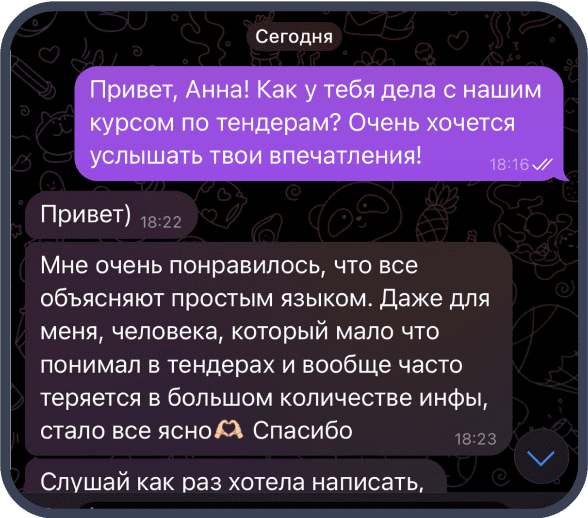 Сегодня
Привет, Анна! Как у тебя дела с нашим
курсом по тендерам? Очень хочется
услышать твои впечатления!
18:16
Привет)
18:22
Мне очень понравилось, что все
объясняют простым языком. Даже для
меня, человека, который мало что
понимал в тендерах и вообще часто
теряется в большом количестве инфы,
стало все ясно🫶🏻 Спасибо
18:23
Слушай как раз хотела написать,